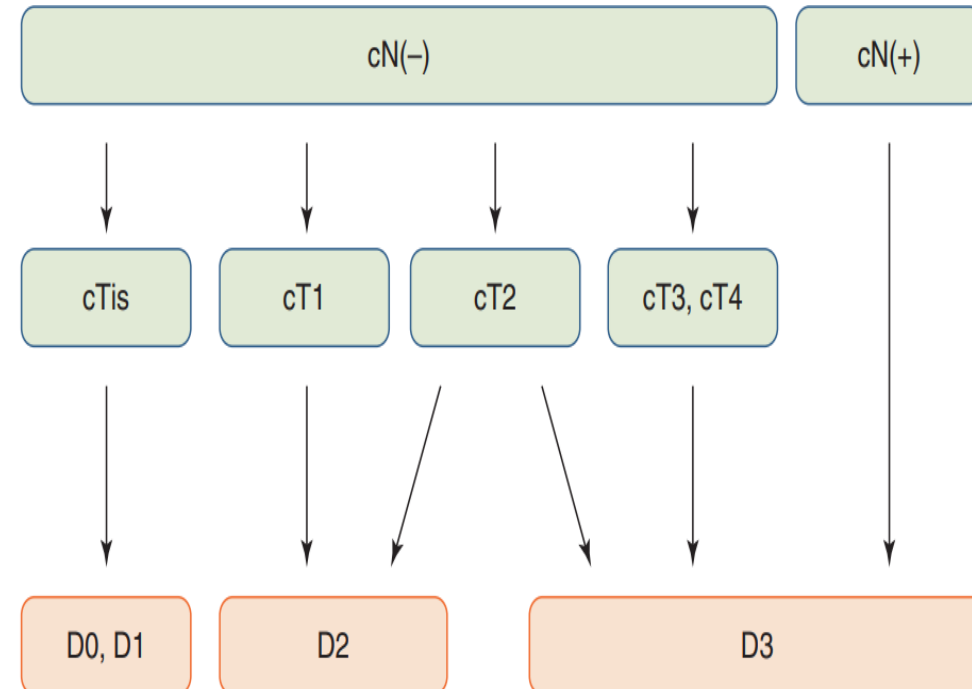 cN(–)
cN(+)
cTis
cT1
cT2
cT3, cT4
D0, D1
D2
D3